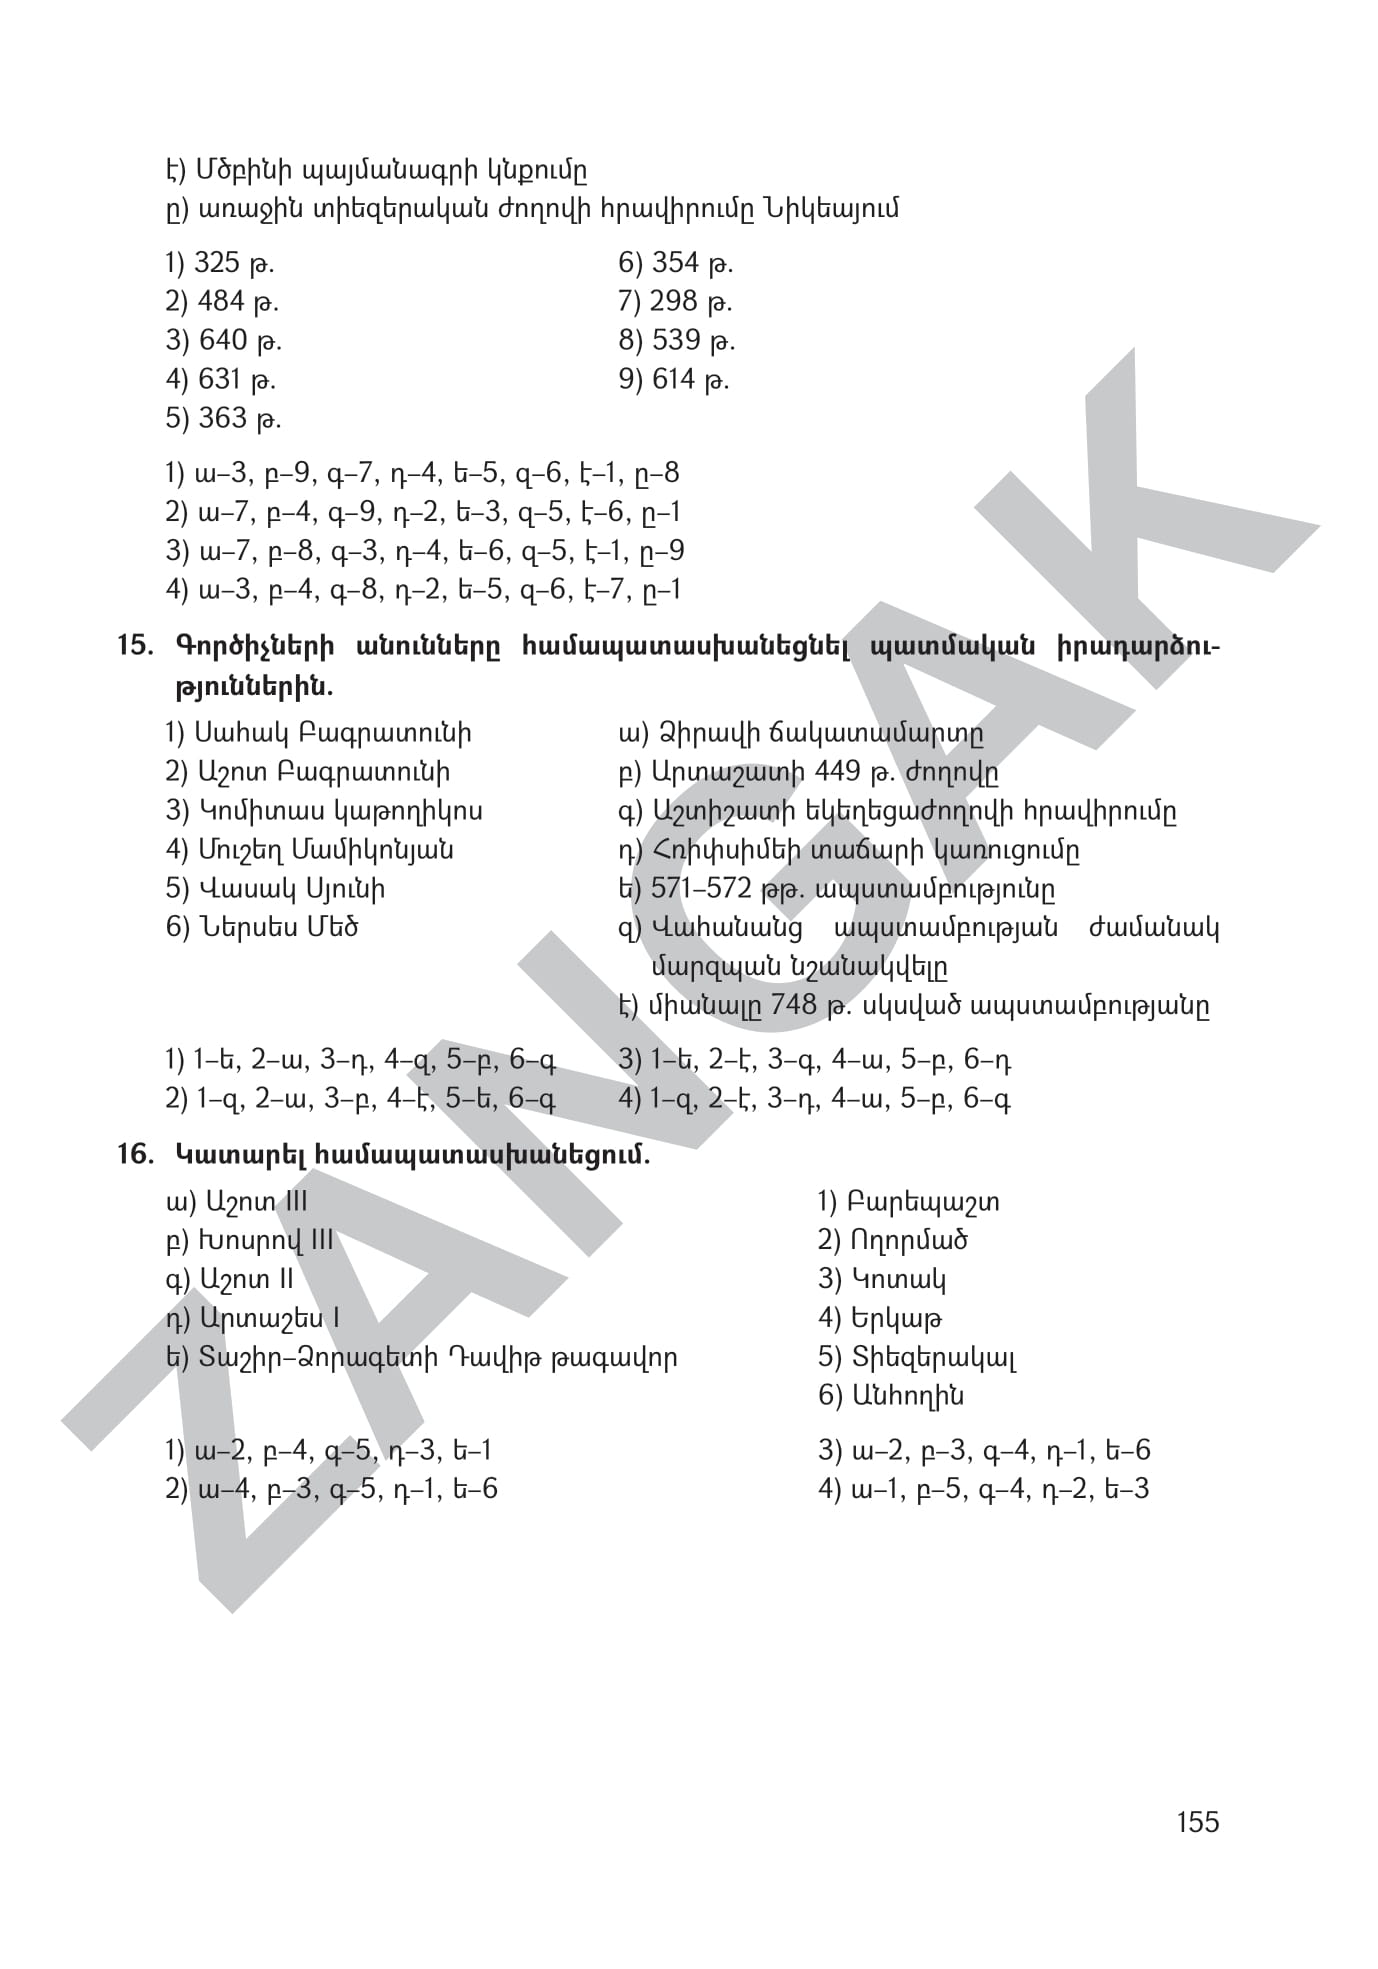 է) Մծբինի պայմանագրի կնքումը
ը) առաջին տիեզերական ժողովի հրավիրումը Նիկեայում
1) 325 թ.
2) 484 թ.
3) 640 թ.
4) 631 թ.
5) 363 թ.
6) 354 թ.
7) 298 թ.
8) 539 թ.
9) 614 թ.
1) ա–3, բ–9, գ–7, դ–4, ե–5, զ–6, է–1, ը–8
2) ա–7, բ–4, գ–9, դ–2, ե–3, զ–5, է–6, ը–1
3) ա–7, բ–8, գ–3, դ–4, ե–6, զ–5, է–1, ը–9
4) ա–3, բ–4, գ–8, դ–2, ե–5, զ–6, է–7, ը–1
15. Գործիչների անունները համապատասխանեցնել պատմական իրադարձու-
թյուններին.
1) Սահակ Բագրատունի
2) Աշոտ Բագրատունի
3) Կոմիտաս կաթողիկոս
4) Մուշեղ Մամիկոնյան
5) Վասակ Սյունի
6) Ներսես Մեծ
ա) Ձիրավի ճակատամարտը
բ) Արտաշատի 449 թ. ժողովը
գ) Աշտիշատի եկեղեցաժողովի հրավիրումը
դ) Հռիփսիմեի տաճարի կառուցումը
ե) 571–572 թթ. ապստամբությունը
զ) Վահանանց ապստամբության ժամանակ
մարզպան նշանակվելը
է) միանալը 748 թ. սկսված ապստամբությանը
1) 1–ե, 2–ա, 3–դ, 4–զ, 5–բ, 6–գ
2) 1–զ, 2–ա, 3–բ, 4–է, 5–ե, 6–գ
3) 1–ե, 2–է, 3–գ, 4–ա, 5–բ, 6–դ
4) 1–զ, 2–է, 3–դ, 4–ա, 5–բ, 6–գ
16. Կատարել համապատասխանեցում.
ա) Աշոտ III
բ) Խոսրով III
գ) Աշոտ II
դ) Արտաշես I
ե) Տաշիր–Ձորագետի Դավիթ թագավոր
1) Բարեպաշտ
2) Ողորմած
3) Կոտակ
4) Երկաթ
5) Տիեզերակալ
6) Անհողին
1) ա–2, բ–4, գ–5, դ–3, ե–1
2) ա–4, բ–3, գ–5, դ–1, ե–6
3) ա–2, բ–3, գ–4, դ–1, ե–6
4) ա–1, բ–5, գ–4, դ–2, ե–3
155
ZANGAK